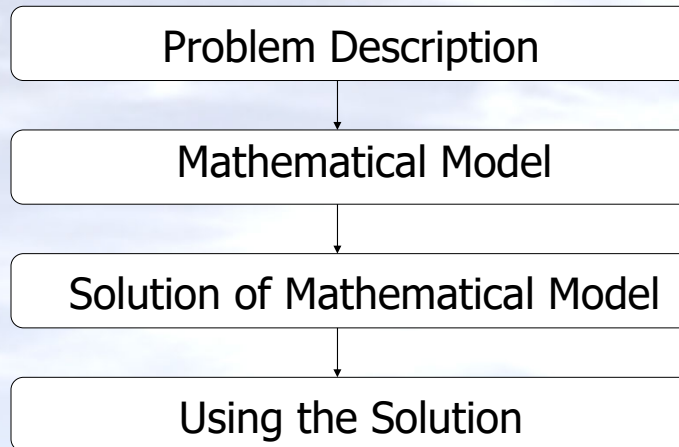 Problem Description
Mathematical Model
Solution of Mathematical Model
Using the Solution